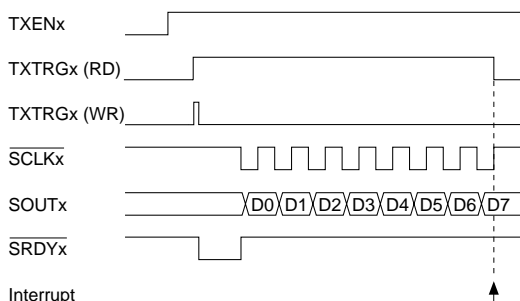 TXENx
TXTRGx (RD)
TXTRGx (WR)
SCLKx
SOUTx D0 D1 D2 D3 D4 D5 D6 D7
SRDYx
Interrupt